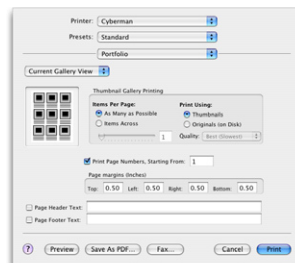 Printer: Cyberman
Presets: Standard
Portfolio
Current Gallery View
Thumbnail Gallery Printing
Items Per Page: Print Using:
As Many as Possible Thumbnails
Items Across Originals (on Disk)
1 Quality: Best (Slowest)
Print Page Numbers, Starting From: 1
Page margins (Inches)
Top: 0.50 Left: 0.50 Right: 0.50 Bottom: 0.50
Page Header Text:
Page Footer Text:
? Preview Save As PDF... Fax... Cancel Print